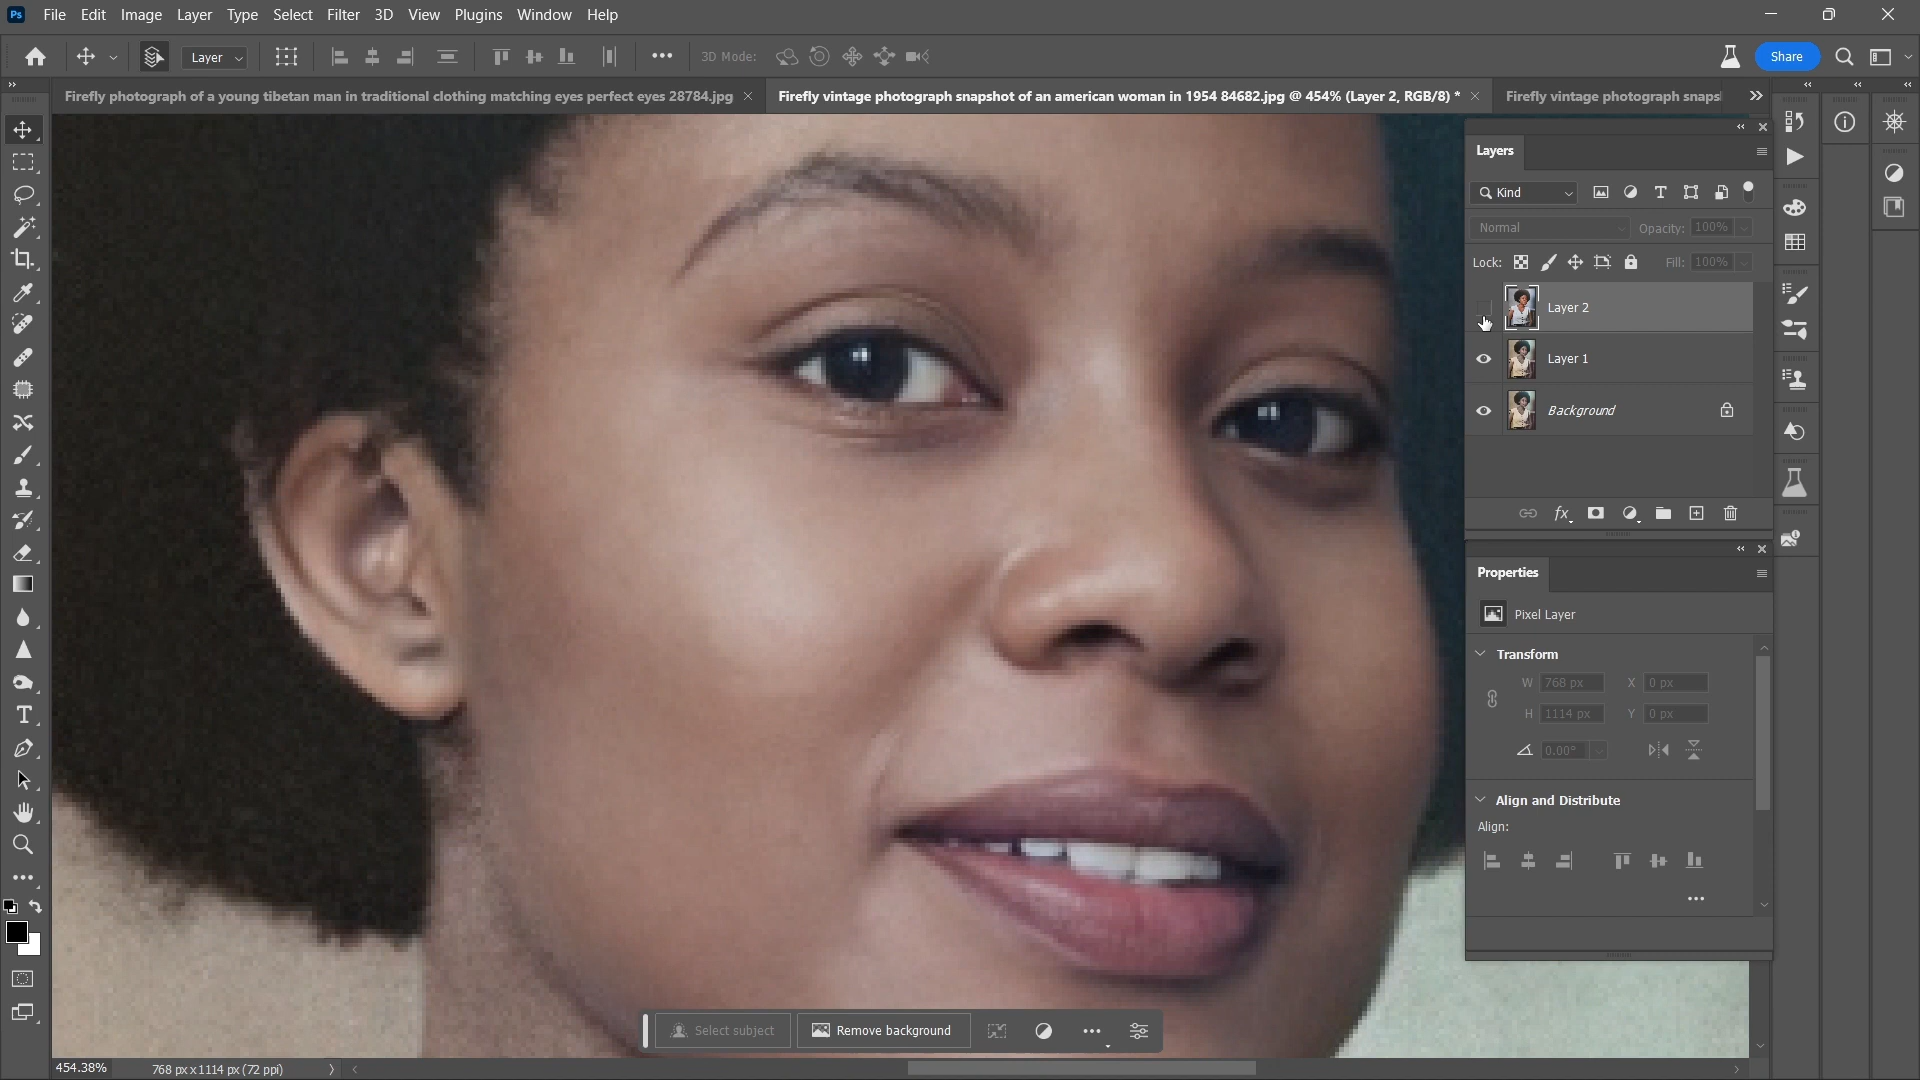 Ps File Edit Image Layer Type Select Filter 3D View Plugins Window Help
Layer 3D Mode: Share
Firefly photograph of a young tibetan man in traditional clothing matching eyes perfect eyes 28784.jpg Firefly vintage photograph snapshot of an american woman in 1954 84682.jpg @ 454% (Layer 2, RGB/8) * Firefly vintage photograph snaps
Layers
Kind
Normal Opacity: 100%
Lock: Fill: 100%
Layer 2
Layer 1
Background
fx
Properties
Pixel Layer
Transform
W 768 px X 0 px
H 1114 px Y 0 px
0.00°
Align and Distribute
Align:
Select subject Remove background
454.38% 768 px x 1114 px (72 ppi)